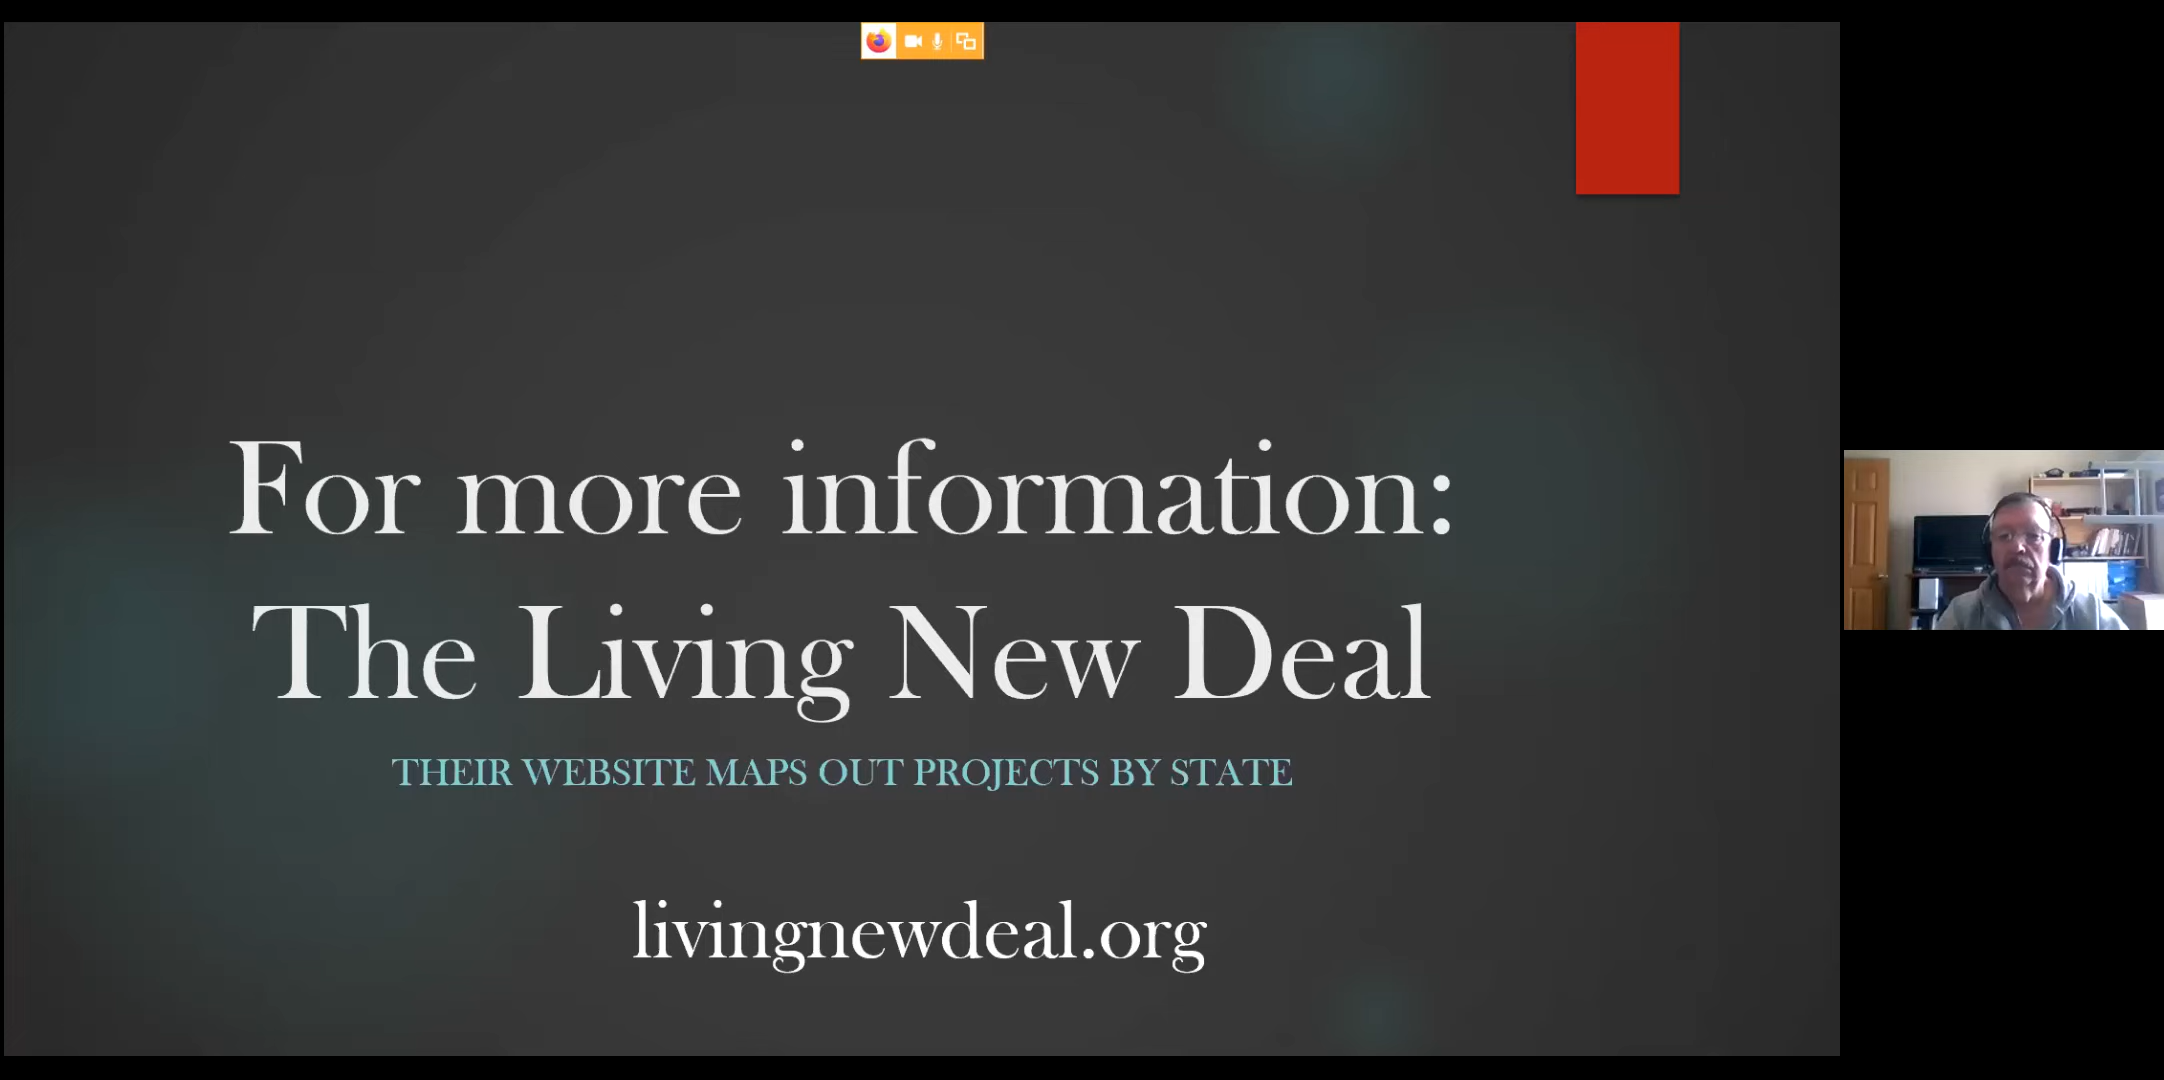 For more information:
The Living New Deal
THEIR WEBSITE MAPS OUT PROJECTS BY STATE
livingnewdeal.org